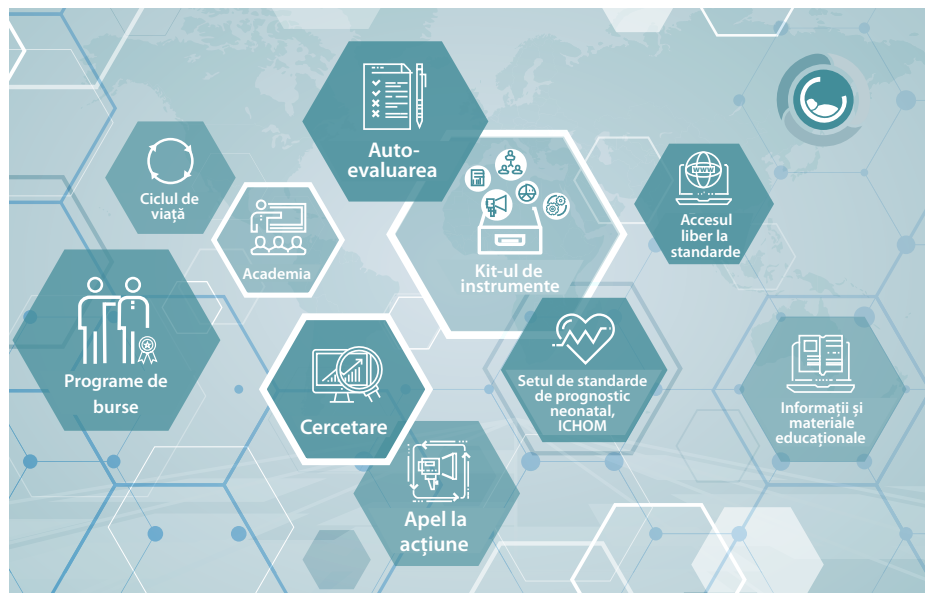 Auto-
evaluarea
Ciclul de
viață
Academia
Kit-ul de
instrumente
WWW
Accesul
liber la
standarde
Programe de
burse
Cercetare
Setul de standarde
de prognostic
neonatal,
ICHOM
Informații și
materiale
educaționale
Apel la
acțiune